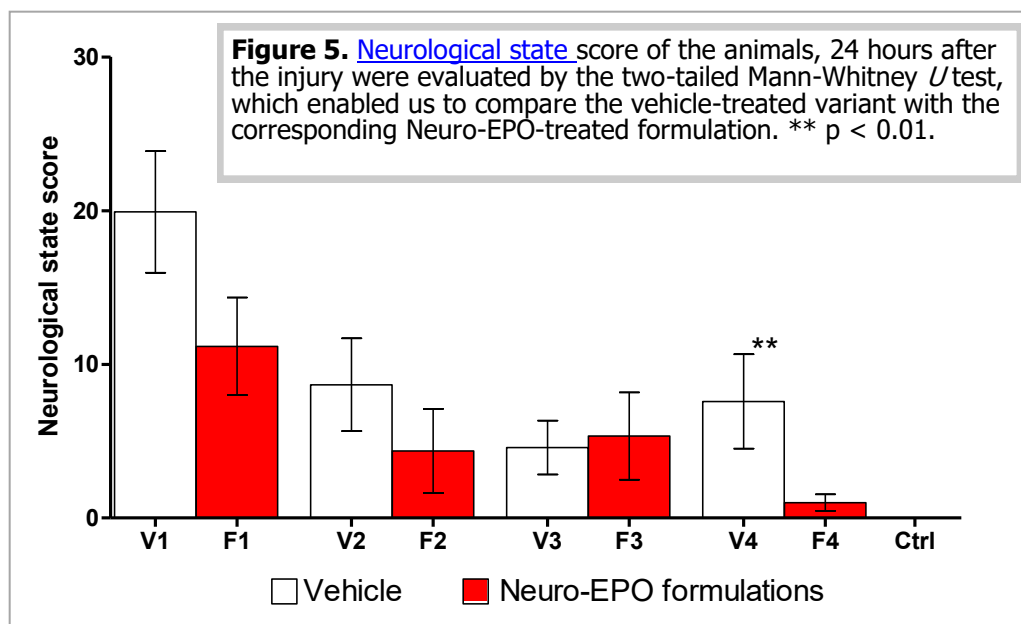 Figure 5. Neurological state score of the animals, 24 hours after
the injury were evaluated by the two-tailed Mann-Whitney U test,
which enabled us to compare the vehicle-treated variant with the
corresponding Neuro-EPO-treated formulation. ** p < 0.01.
Neurological state score
30
20
10
0
**
V1 F1 V2 F2 V3 F3 V4 F4 Ctrl
Vehicle Neuro-EPO formulations